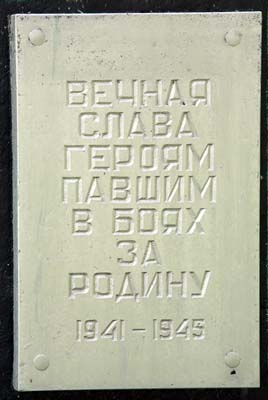 ВЕЧНАЯ
СЛАВА
ГЕРОЯМ
ПАВШИМ
В БОЯХ
ЗА
РОДИНУ
1941-1945